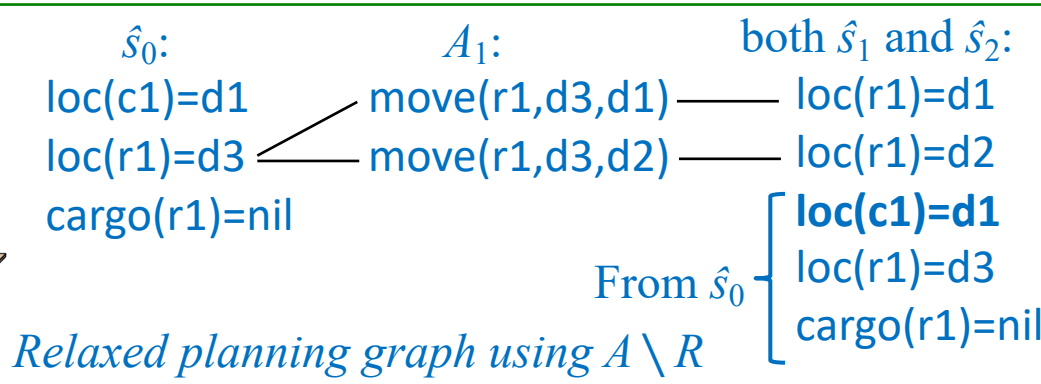 ŝ₀:
loc(c1)=d1
loc(r1)=d3
cargo(r1)=nil
A₁:
move(r1,d3,d1)
move(r1,d3,d2)
both ŝ₁ and ŝ₂:
loc(r1)=d1
loc(r1)=d2
loc(c1)=d1
loc(r1)=d3
cargo(r1)=nil
From ŝ₀
Relaxed planning graph using A \ R